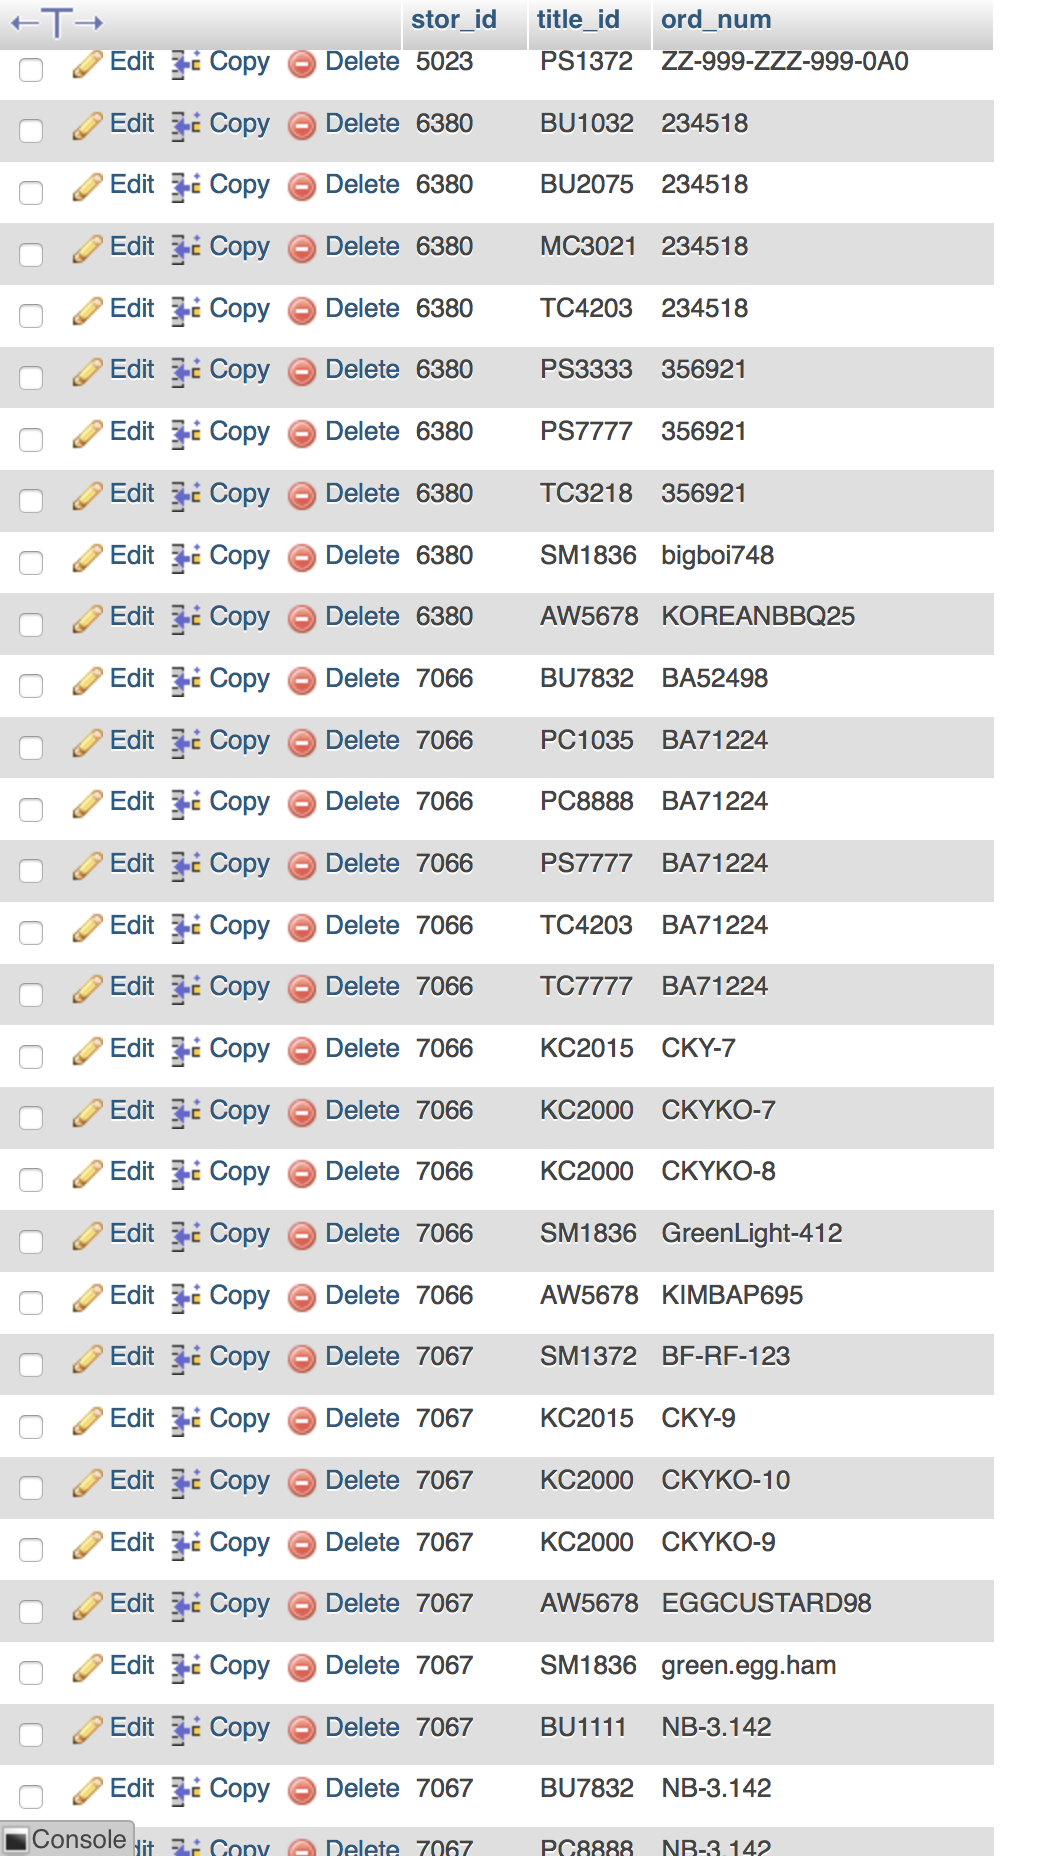 stor_id title_id ord_num
Edit Copy Delete 5023 PS1372 ZZ-999-ZZZ-999-0A0
Edit Copy Delete 6380 BU1032 234518
Edit Copy Delete 6380 BU2075 234518
Edit Copy Delete 6380 MC3021 234518
Edit Copy Delete 6380 TC4203 234518
Edit Copy Delete 6380 PS3333 356921
Edit Copy Delete 6380 PS7777 356921
Edit Copy Delete 6380 TC3218 356921
Edit Copy Delete 6380 SM1836 bigboi748
Edit Copy Delete 6380 AW5678 KOREANBBQ25
Edit Copy Delete 7066 BU7832 BA52498
Edit Copy Delete 7066 PC1035 BA71224
Edit Copy Delete 7066 PC8888 BA71224
Edit Copy Delete 7066 PS7777 BA71224
Edit Copy Delete 7066 TC4203 BA71224
Edit Copy Delete 7066 TC7777 BA71224
Edit Copy Delete 7066 KC2015 CKY-7
Edit Copy Delete 7066 KC2000 CKYKO-7
Edit Copy Delete 7066 KC2000 CKYKO-8
Edit Copy Delete 7066 SM1836 GreenLight-412
Edit Copy Delete 7066 AW5678 KIMBAP695
Edit Copy Delete 7067 SM1372 BF-RF-123
Edit Copy Delete 7067 KC2015 CKY-9
Edit Copy Delete 7067 KC2000 CKYKO-10
Edit Copy Delete 7067 KC2000 CKYKO-9
Edit Copy Delete 7067 AW5678 EGGCUSTARD98
Edit Copy Delete 7067 SM1836 green.egg.ham
Edit Copy Delete 7067 BU1111 NB-3.142
Edit Copy Delete 7067 BU7832 NB-3.142
Console Copy Delete 7067 PC8888 NB-3.142